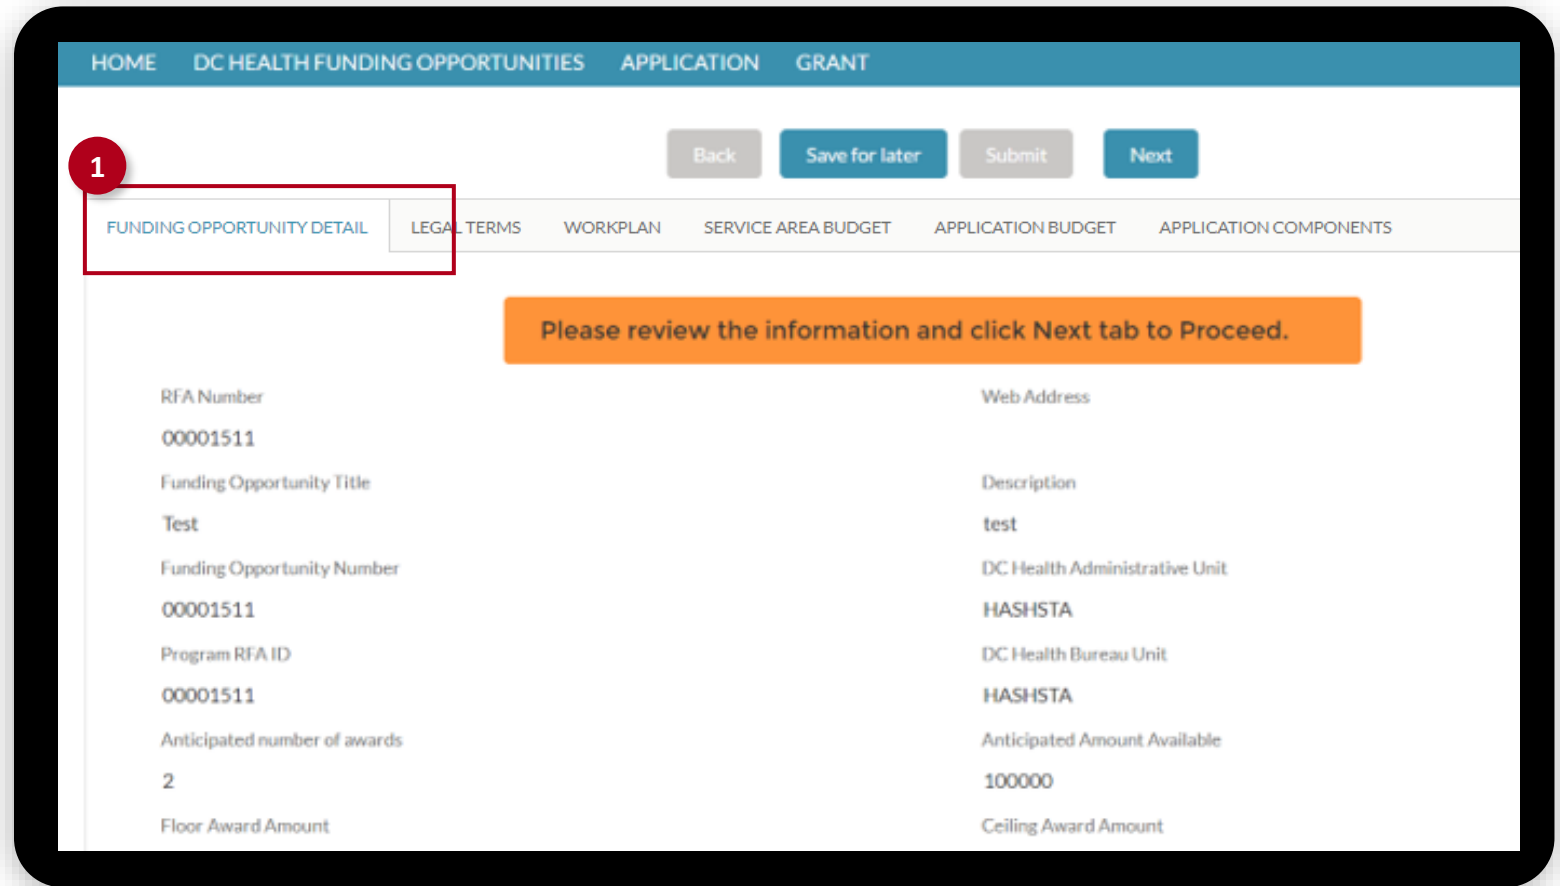 HOME DC HEALTH FUNDING OPPORTUNITIES APPLICATION GRANT
Back Save for later Submit Next
1
FUNDING OPPORTUNITY DETAIL LEGAL TERMS WORKPLAN SERVICE AREA BUDGET APPLICATION BUDGET APPLICATION COMPONENTS
Please review the information and click Next tab to Proceed.
RFA Number Web Address
00001511
Funding Opportunity Title Description
Test test
Funding Opportunity Number DC Health Administrative Unit
00001511 HASHSTA
Program RFA ID DC Health Bureau Unit
00001511 HASHSTA
Anticipated number of awards Anticipated Amount Available
2 100000
Floor Award Amount Ceiling Award Amount